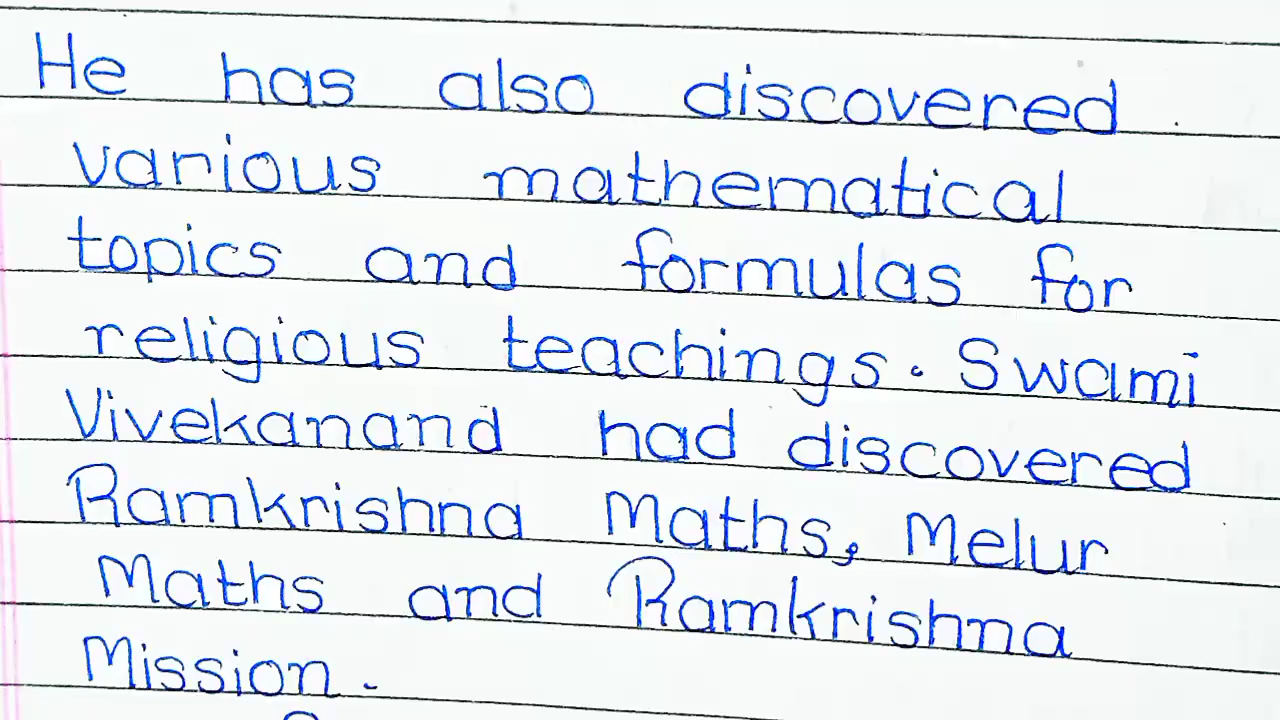 He has also discovered
various mathematical
topics and formulas for
religious teachings. Swami
Vivekanand had discovered
Ramkrishna Maths, Melur
Maths and Ramkrishna
Mission.